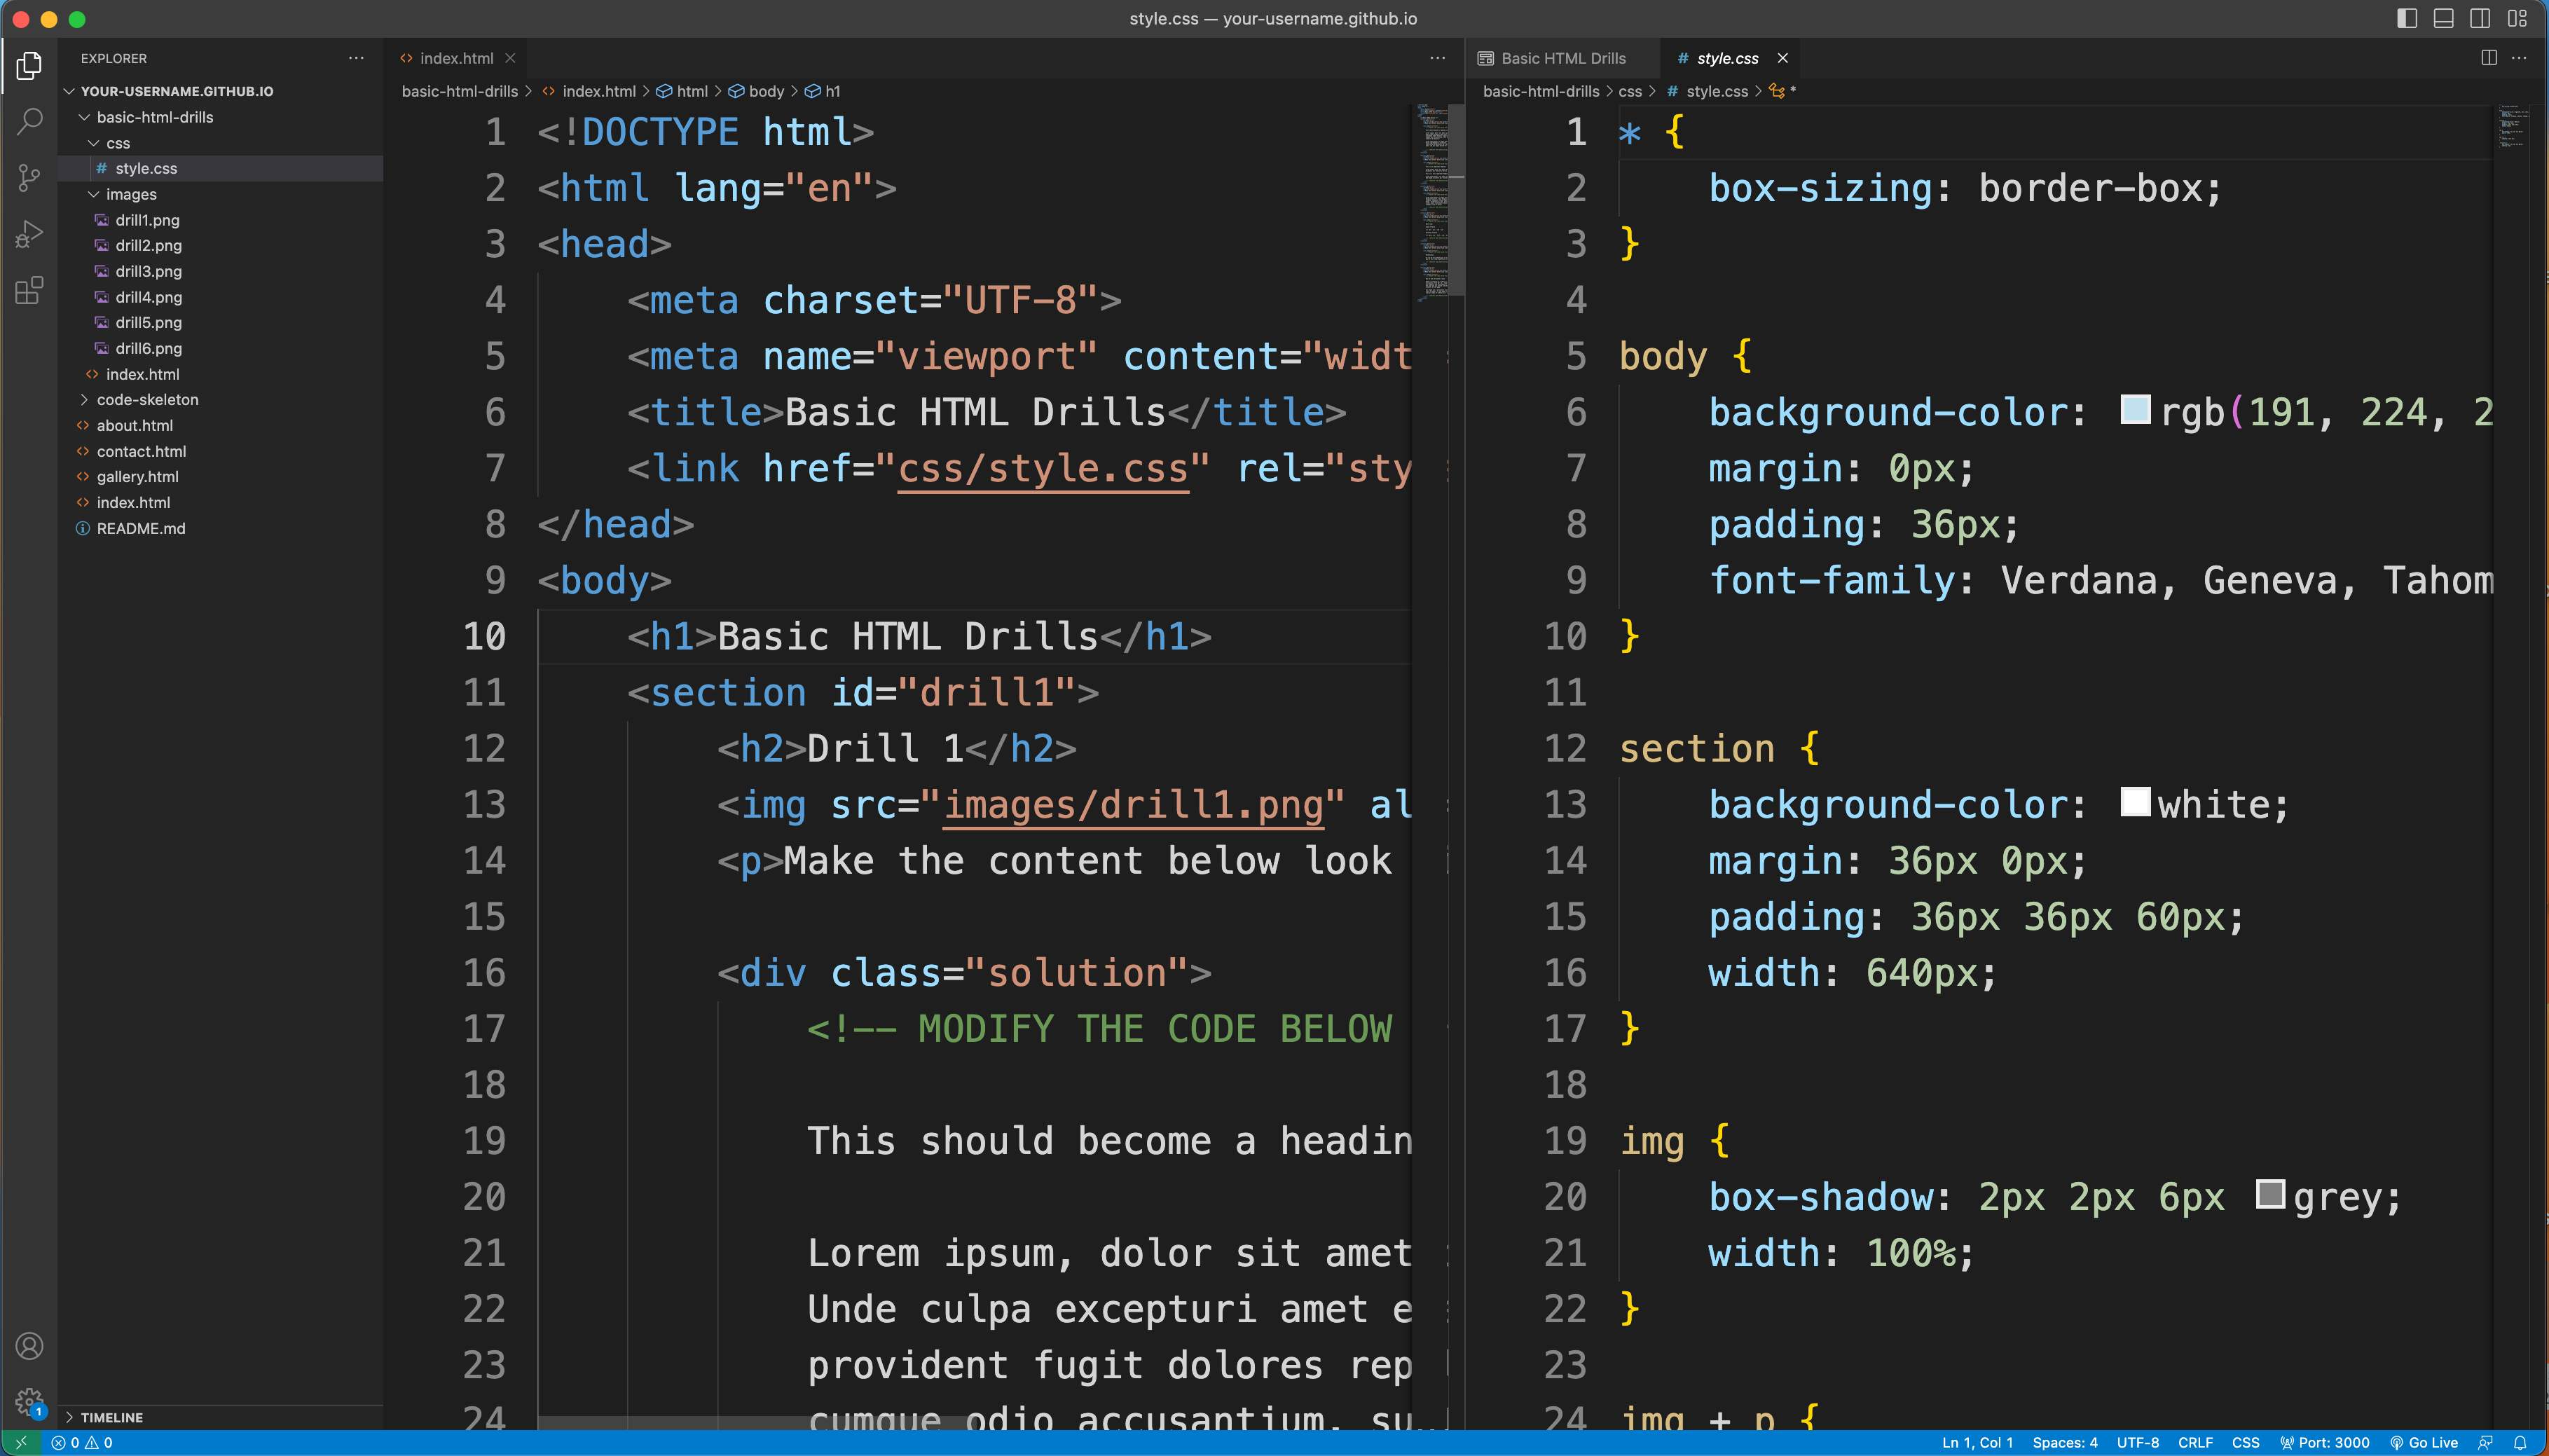 style.css — your-username.github.io
EXPLORER
YOUR-USERNAME.GITHUB.IO
basic-html-drills
css
# style.css
images
drill1.png
drill2.png
drill3.png
drill4.png
drill5.png
drill6.png
<> index.html
code-skeleton
<> about.html
<> contact.html
<> gallery.html
<> index.html
README.md
TIMELINE
<> index.html
basic-html-drills > <> index.html > html > body > h1
1 <!DOCTYPE html>
2 <html lang="en">
3 <head>
4 <meta charset="UTF-8">
5 <meta name="viewport" content="widt
6 <title>Basic HTML Drills</title>
7 <link href="css/style.css" rel="sty
8 </head>
9 <body>
10 <h1>Basic HTML Drills</h1>
11 <section id="drill1">
12 <h2>Drill 1</h2>
13 <img src="images/drill1.png" al
14 <p>Make the content below look
15
16 <div class="solution">
17 <!-- MODIFY THE CODE BELOW
18
19 This should become a headin
20
21 Lorem ipsum, dolor sit amet
22 Unde culpa excepturi amet e
23 provident fugit dolores rep
24 cumque odio accusantium, su
Basic HTML Drills
# style.css
basic-html-drills > css > # style.css > *
1 * {
2 box-sizing: border-box;
3 }
4
5 body {
6 background-color: rgb(191, 224, 2
7 margin: 0px;
8 padding: 36px;
9 font-family: Verdana, Geneva, Tahom
10 }
11
12 section {
13 background-color: white;
14 margin: 36px 0px;
15 padding: 36px 36px 60px;
16 width: 640px;
17 }
18
19 img {
20 box-shadow: 2px 2px 6px grey;
21 width: 100%;
22 }
23
24 img + p {
1
0 0
Ln 1, Col 1 Spaces: 4 UTF-8 CRLF CSS Port: 3000 Go Live